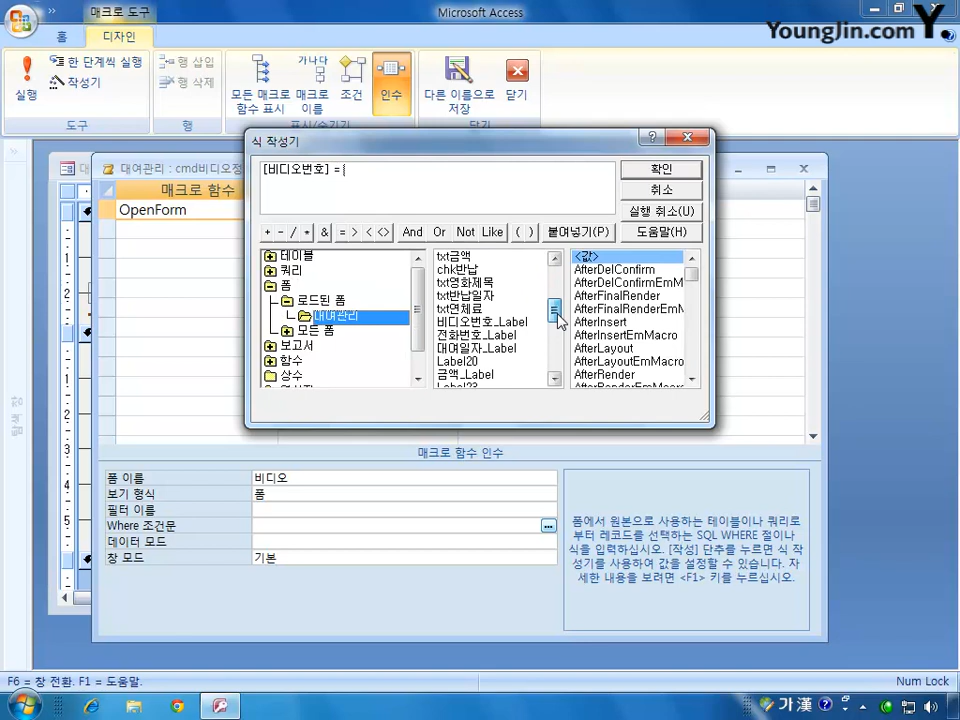 매크로 도구
Microsoft Access
홈
디자인
YoungJin.com Y.
실행
한 단계씩 실행
작성기
행 삽입
행 삭제
모든 매크로 함수 표시
매크로 이름
조건
인수
다른 이름으로 저장
닫기
도구
행
표시/숨기기
닫기
식 작성기
[비디오번호] =
확인
취소
실행 취소(U)
도움말(H)
+ - / * & = > < <> And Or Not Like ( ) 붙여넣기(P)
테이블
쿼리
폼
로드된 폼
대여관리
모든 폼
보고서
함수
상수
txt금액
chk반납
txt영화제목
txt반납일자
txt연체료
비디오번호_Label
전화번호_Label
대여일자_Label
Label20
금액_Label
Label23
<값>
AfterDelConfirm
AfterDelConfirmEmM
AfterFinalRender
AfterFinalRenderEmM
AfterInsert
AfterInsertEmMacro
AfterLayout
AfterLayoutEmMacro
AfterRender
AfterRenderEmMacro
대여관리 : cmd비디오정
매크로 함수
OpenForm
매크로 함수 인수
폼 이름 비디오
보기 형식 폼
필터 이름
Where 조건문
데이터 모드
창 모드 기본
폼에서 원본으로 사용하는 테이블이나 쿼리로
부터 레코드를 선택하는 SQL WHERE 절이나
식을 입력하십시오. [작성] 단추를 누르면 식 작
성기를 사용하여 값을 설정할 수 있습니다. 자
세한 내용을 보려면 <F1> 키를 누르십시오.
F6 = 창 전환. F1 = 도움말.
Num Lock
가 漢